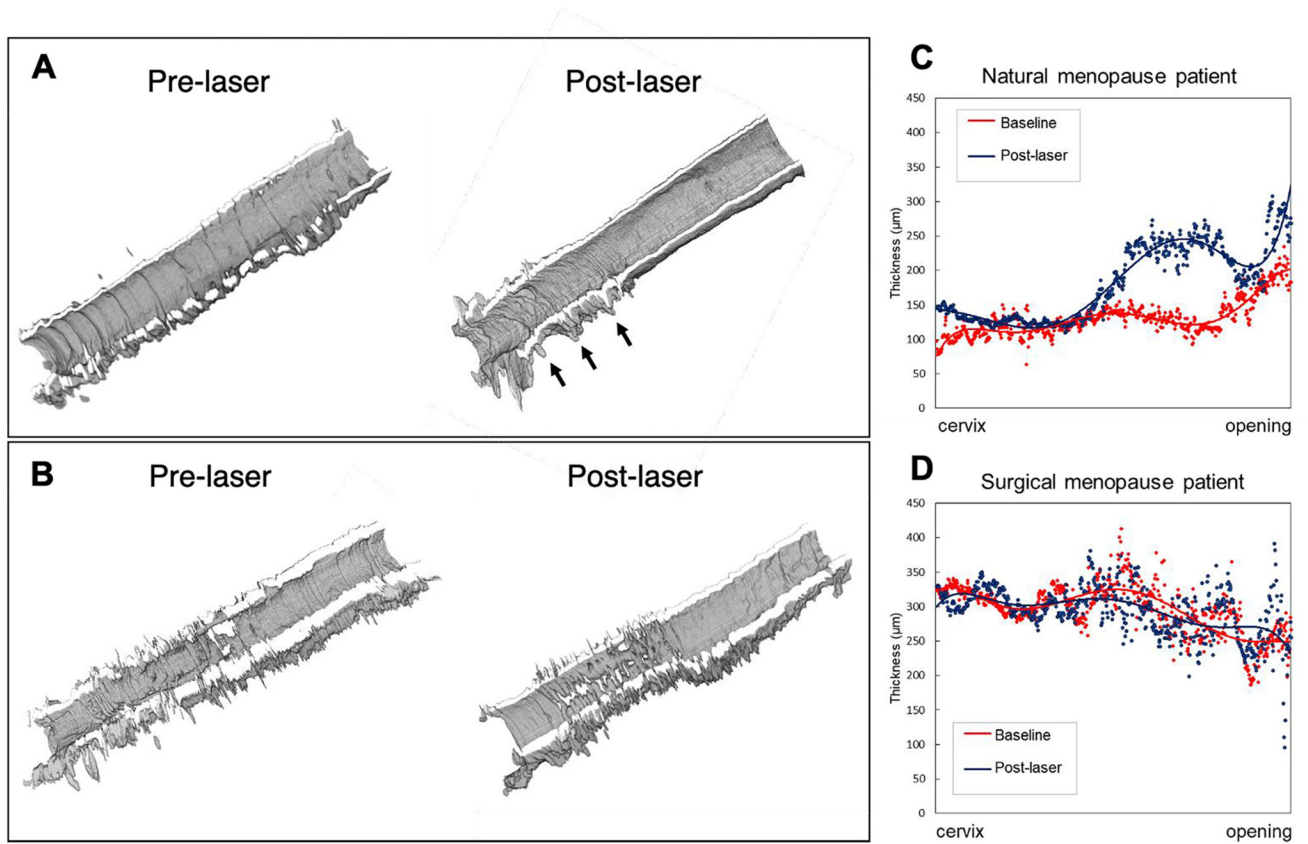 A
Pre-laser
Post-laser
B
Pre-laser
Post-laser
C
Natural menopause patient
450
400
350
300
250
200
150
100
50
0
Thickness (μm)
Baseline
Post-laser
cervix
opening
D
Surgical menopause patient
450
400
350
300
250
200
150
100
50
0
Thickness (μm)
Baseline
Post-laser
cervix
opening